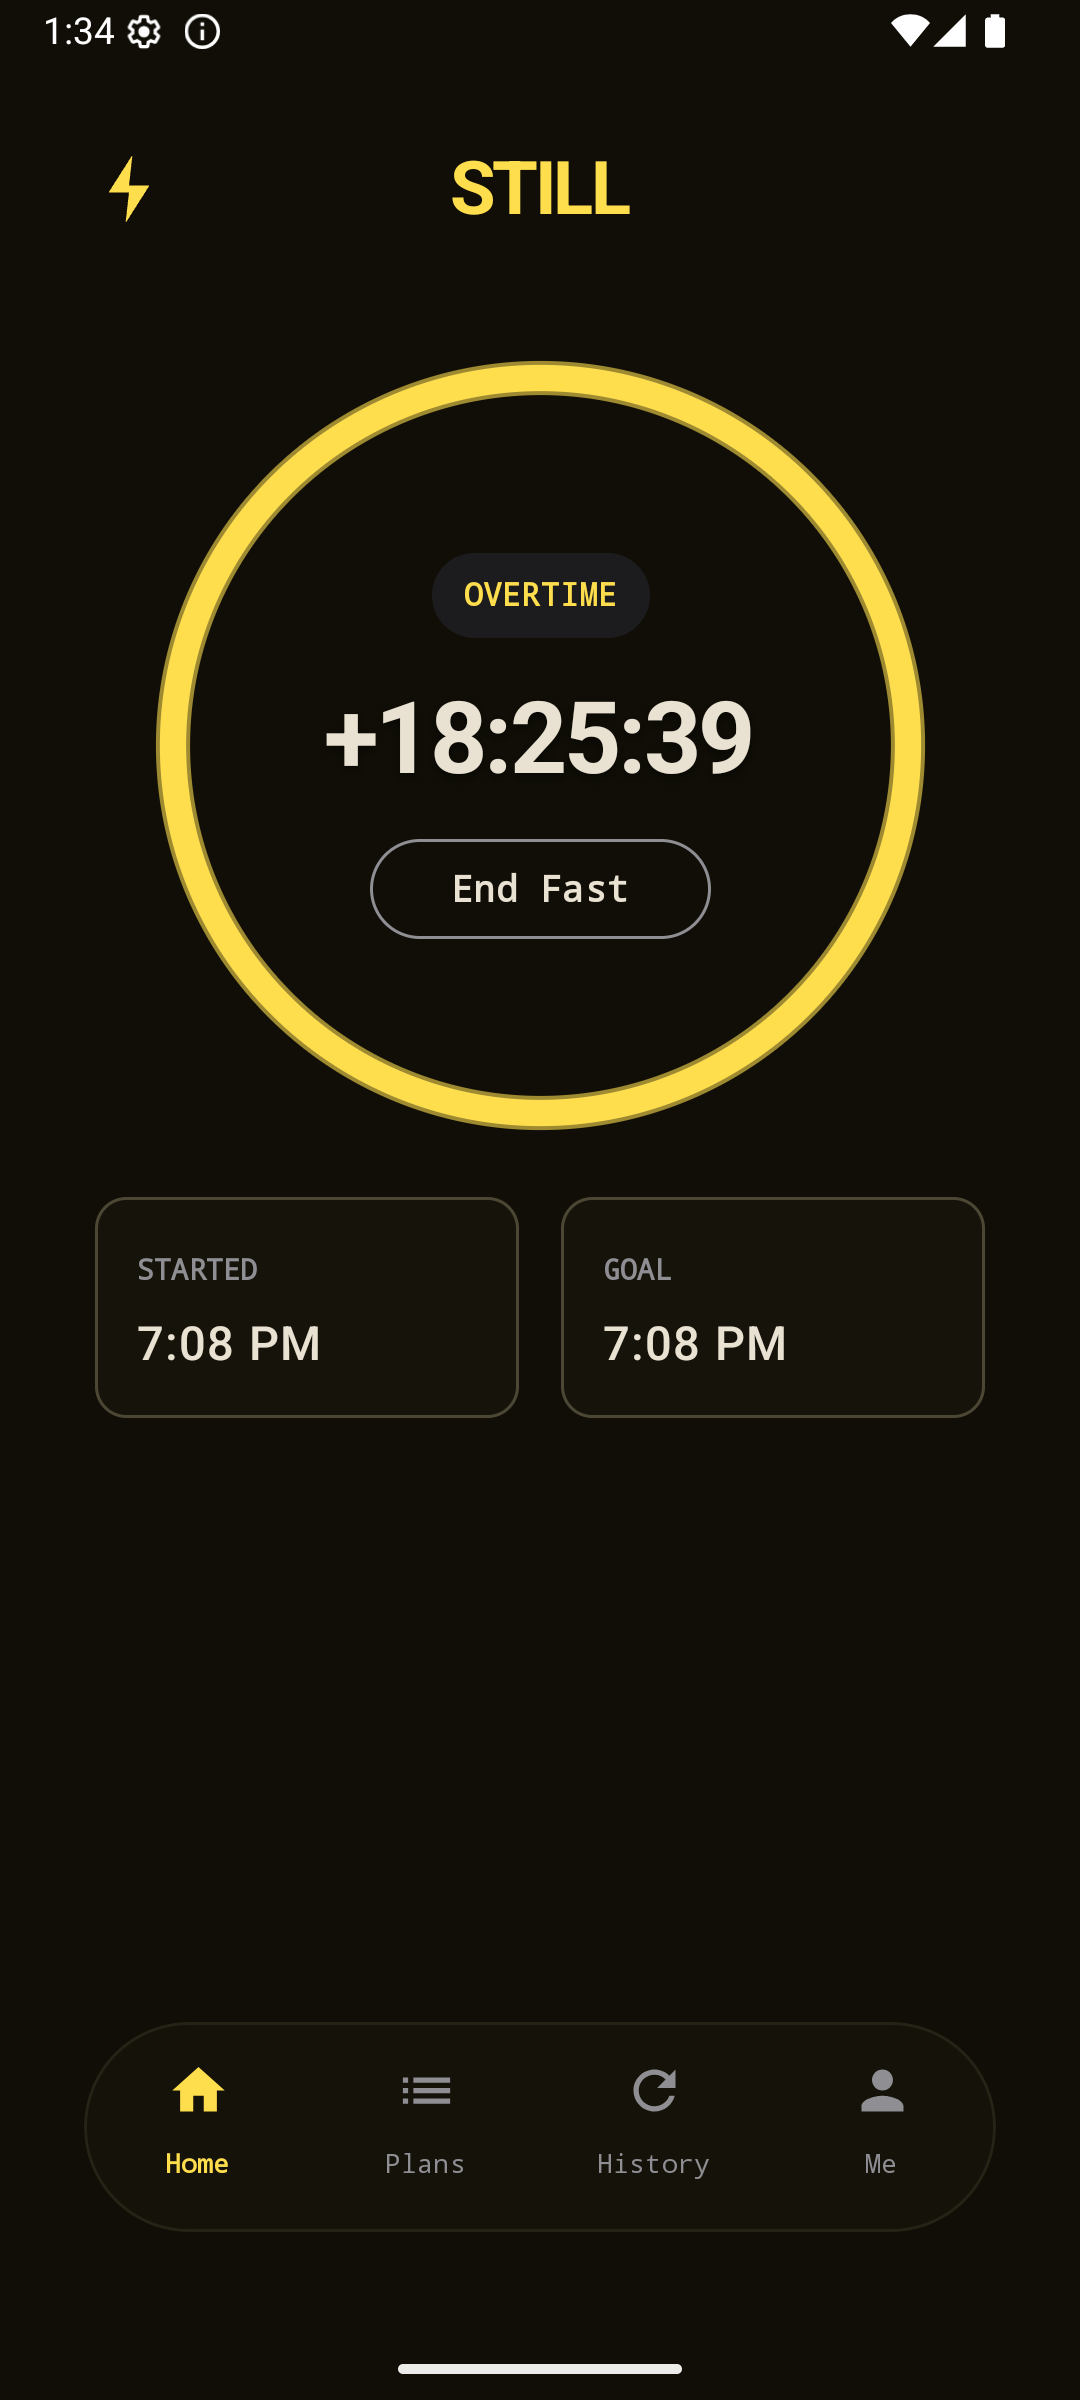 1:34
STILL
OVERTIME
+18:25:39
End Fast
STARTED
7:08 PM
GOAL
7:08 PM
Home
Plans
History
Me